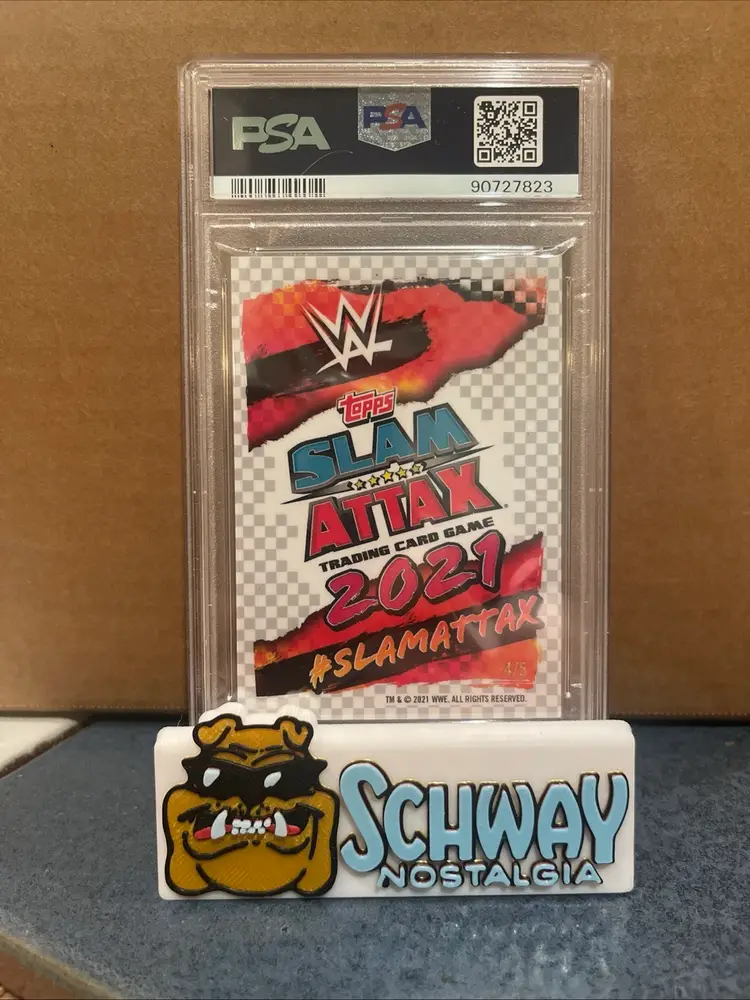 PSA
PSA
90727823
W
topps
SLAM
ATTAX
TRADING CARD GAME
2021
#SLAMATTAX
4/5
TM & © 2021 WWE. ALL RIGHTS RESERVED.
SCHWAY
NOSTALGIA